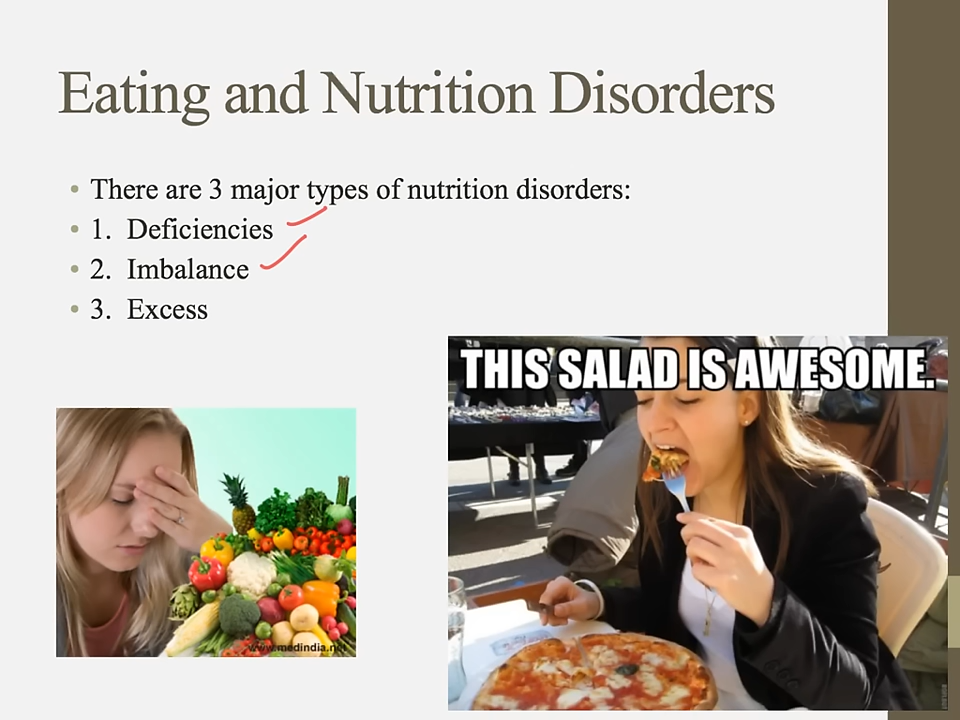 Eating and Nutrition Disorders
• There are 3 major types of nutrition disorders:
• 1. Deficiencies
• 2. Imbalance
• 3. Excess
THIS SALAD IS AWESOME.
www.medindia.net